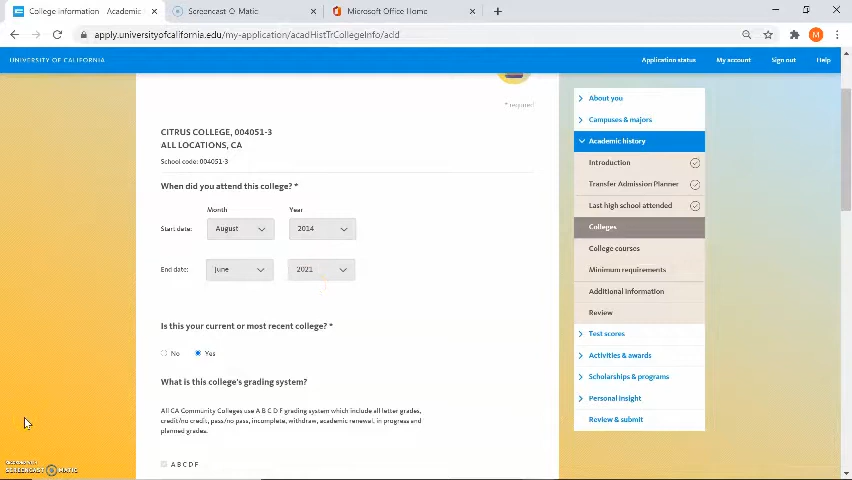 College information - Academic
Screencast-O-Matic
Microsoft Office Home
apply.universityofcalifornia.edu/my-application/acadHistTrCollegeInfo/add
M
UNIVERSITY OF CALIFORNIA
Application status
My account
Sign out
Help
* required
CITRUS COLLEGE, 004051-3
ALL LOCATIONS, CA
School code: 004051-3
When did you attend this college? *
Month
Year
Start date:
August
2014
End date:
June
2021
Is this your current or most recent college? *
No
Yes
What is this college's grading system?
All CA Community Colleges use A B C D F grading system which include all letter grades,
credit/no credit, pass/no pass, incomplete, withdraw, academic renewal, in progress and
planned grades.
A B C D F
About you
Campuses & majors
Academic history
Introduction
Transfer Admission Planner
Last high school attended
Colleges
College courses
Minimum requirements
Additional information
Review
Test scores
Activities & awards
Scholarships & programs
Personal insight
Review & submit
RECORDED WITH
SCREENCAST-O-MATIC